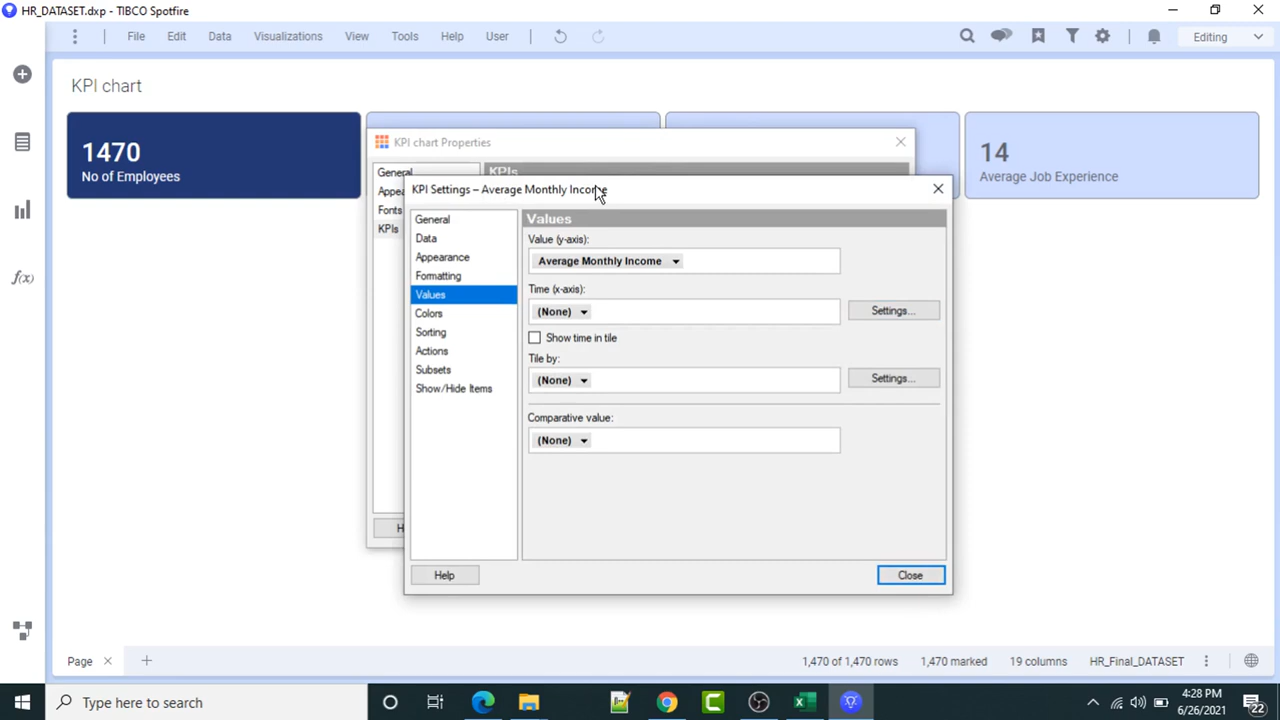 HR_DATASET.dxp - TIBCO Spotfire
File Edit Data Visualizations View Tools Help User Editing
KPI chart
1470
No of Employees
14
Average Job Experience
KPI chart Properties
General
KPIs
Appea
Fonts
KPIs
H
KPI Settings – Average Monthly Income
General
Data
Appearance
Formatting
Values
Colors
Sorting
Actions
Subsets
Show/Hide Items
Values
Value (y-axis):
Average Monthly Income
Time (x-axis):
(None) Settings...
Show time in tile
Tile by:
(None) Settings...
Comparative value:
(None)
Help Close
f(x)
Page 1,470 of 1,470 rows 1,470 marked 19 columns HR_Final_DATASET
Type here to search
4:28 PM
6/26/2021
22